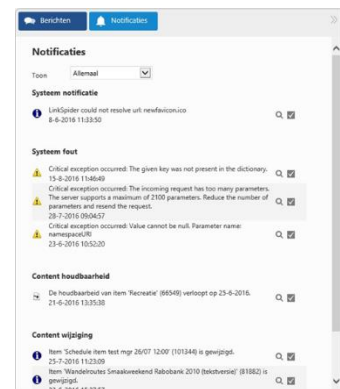 Berichten
Notificaties
Notificaties
Toon Allemaal
Systeem notificatie
LinkSpider could not resolve url: newfavicon.ico
8-6-2016 11:33:50
Systeem fout
Critical exception occurred: The given key was not present in the dictionary.
15-8-2016 11:46:49
Critical exception occurred: The incoming request has too many parameters.
The server supports a maximum of 2100 parameters. Reduce the number of
parameters and resend the request.
28-7-2016 09:04:57
Critical exception occurred: Value cannot be null. Parameter name:
namespaceURI
23-6-2016 10:52:20
Content houdbaarheid
De houdbaarheid van item 'Recreatie' (66549) verloopt op 25-6-2016.
21-6-2016 13:35:38
Content wijziging
Item 'Schedule item test mgr 26/07 12:00' (101344) is gewijzigd.
25-7-2016 11:23:09
Item 'Wandelroutes Smaakweekend Rabobank 2010 (tekstversie)' (81882) is
gewijzigd.